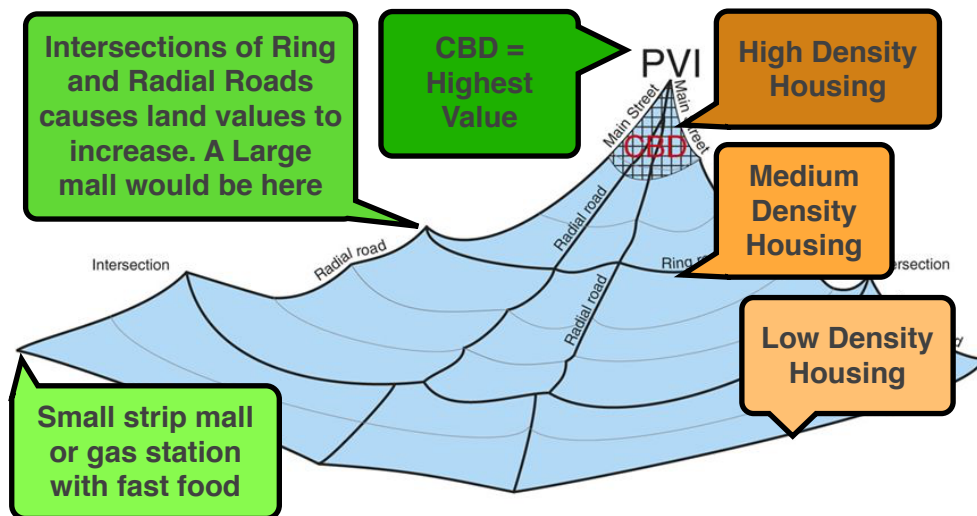 Intersections of Ring
and Radial Roads
causes land values to
increase. A Large
mall would be here
CBD =
Highest
Value
PVI
High Density
Housing
Main Street
Main Street
CBD
Medium
Density
Housing
Radial road
Radial road
Intersection
Ring
ersection
Radial road
Low Density
Housing
Small strip mall
or gas station
with fast food